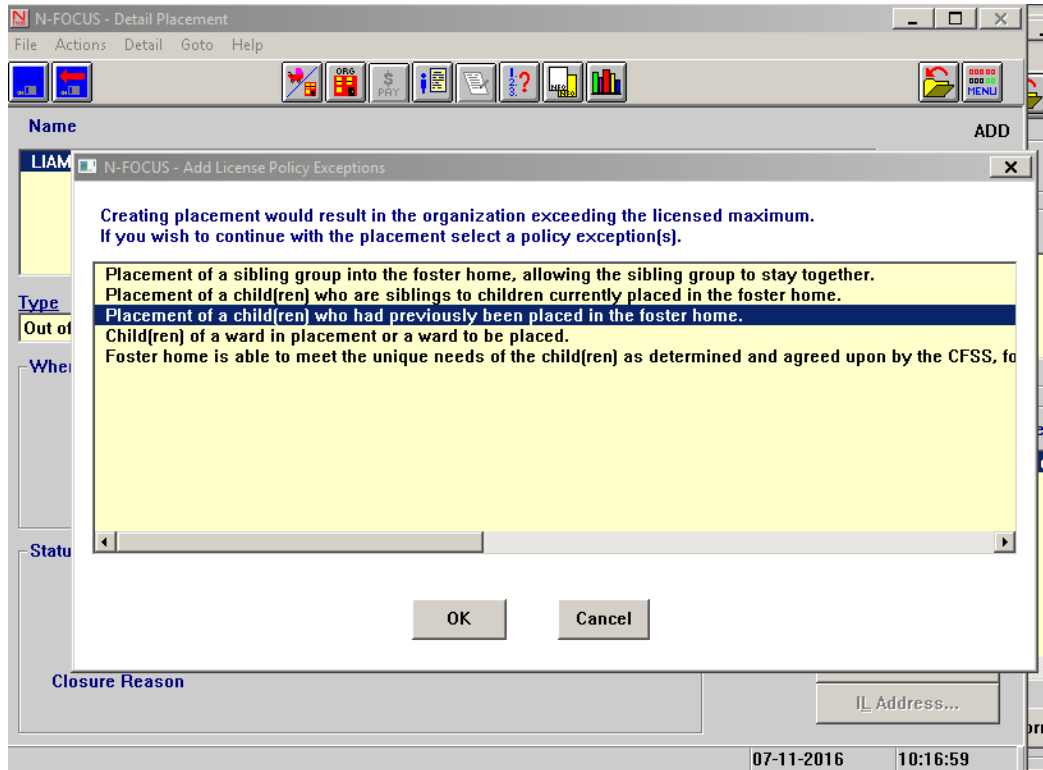 N-FOCUS - Detail Placement
File Actions Detail Goto Help
ORG
$ PAY
1 2 3 ?
INFO
MENU
Name
ADD
LIAM
N-FOCUS - Add License Policy Exceptions
Creating placement would result in the organization exceeding the licensed maximum.
If you wish to continue with the placement select a policy exception(s).
Placement of a sibling group into the foster home, allowing the sibling group to stay together.
Placement of a child(ren) who are siblings to children currently placed in the foster home.
Placement of a child(ren) who had previously been placed in the foster home.
Child(ren) of a ward in placement or a ward to be placed.
Foster home is able to meet the unique needs of the child(ren) as determined and agreed upon by the CFSS, fo
Type
Out of
Wher
Statu
OK Cancel
Closure Reason
IL Address...
07-11-2016 10:16:59